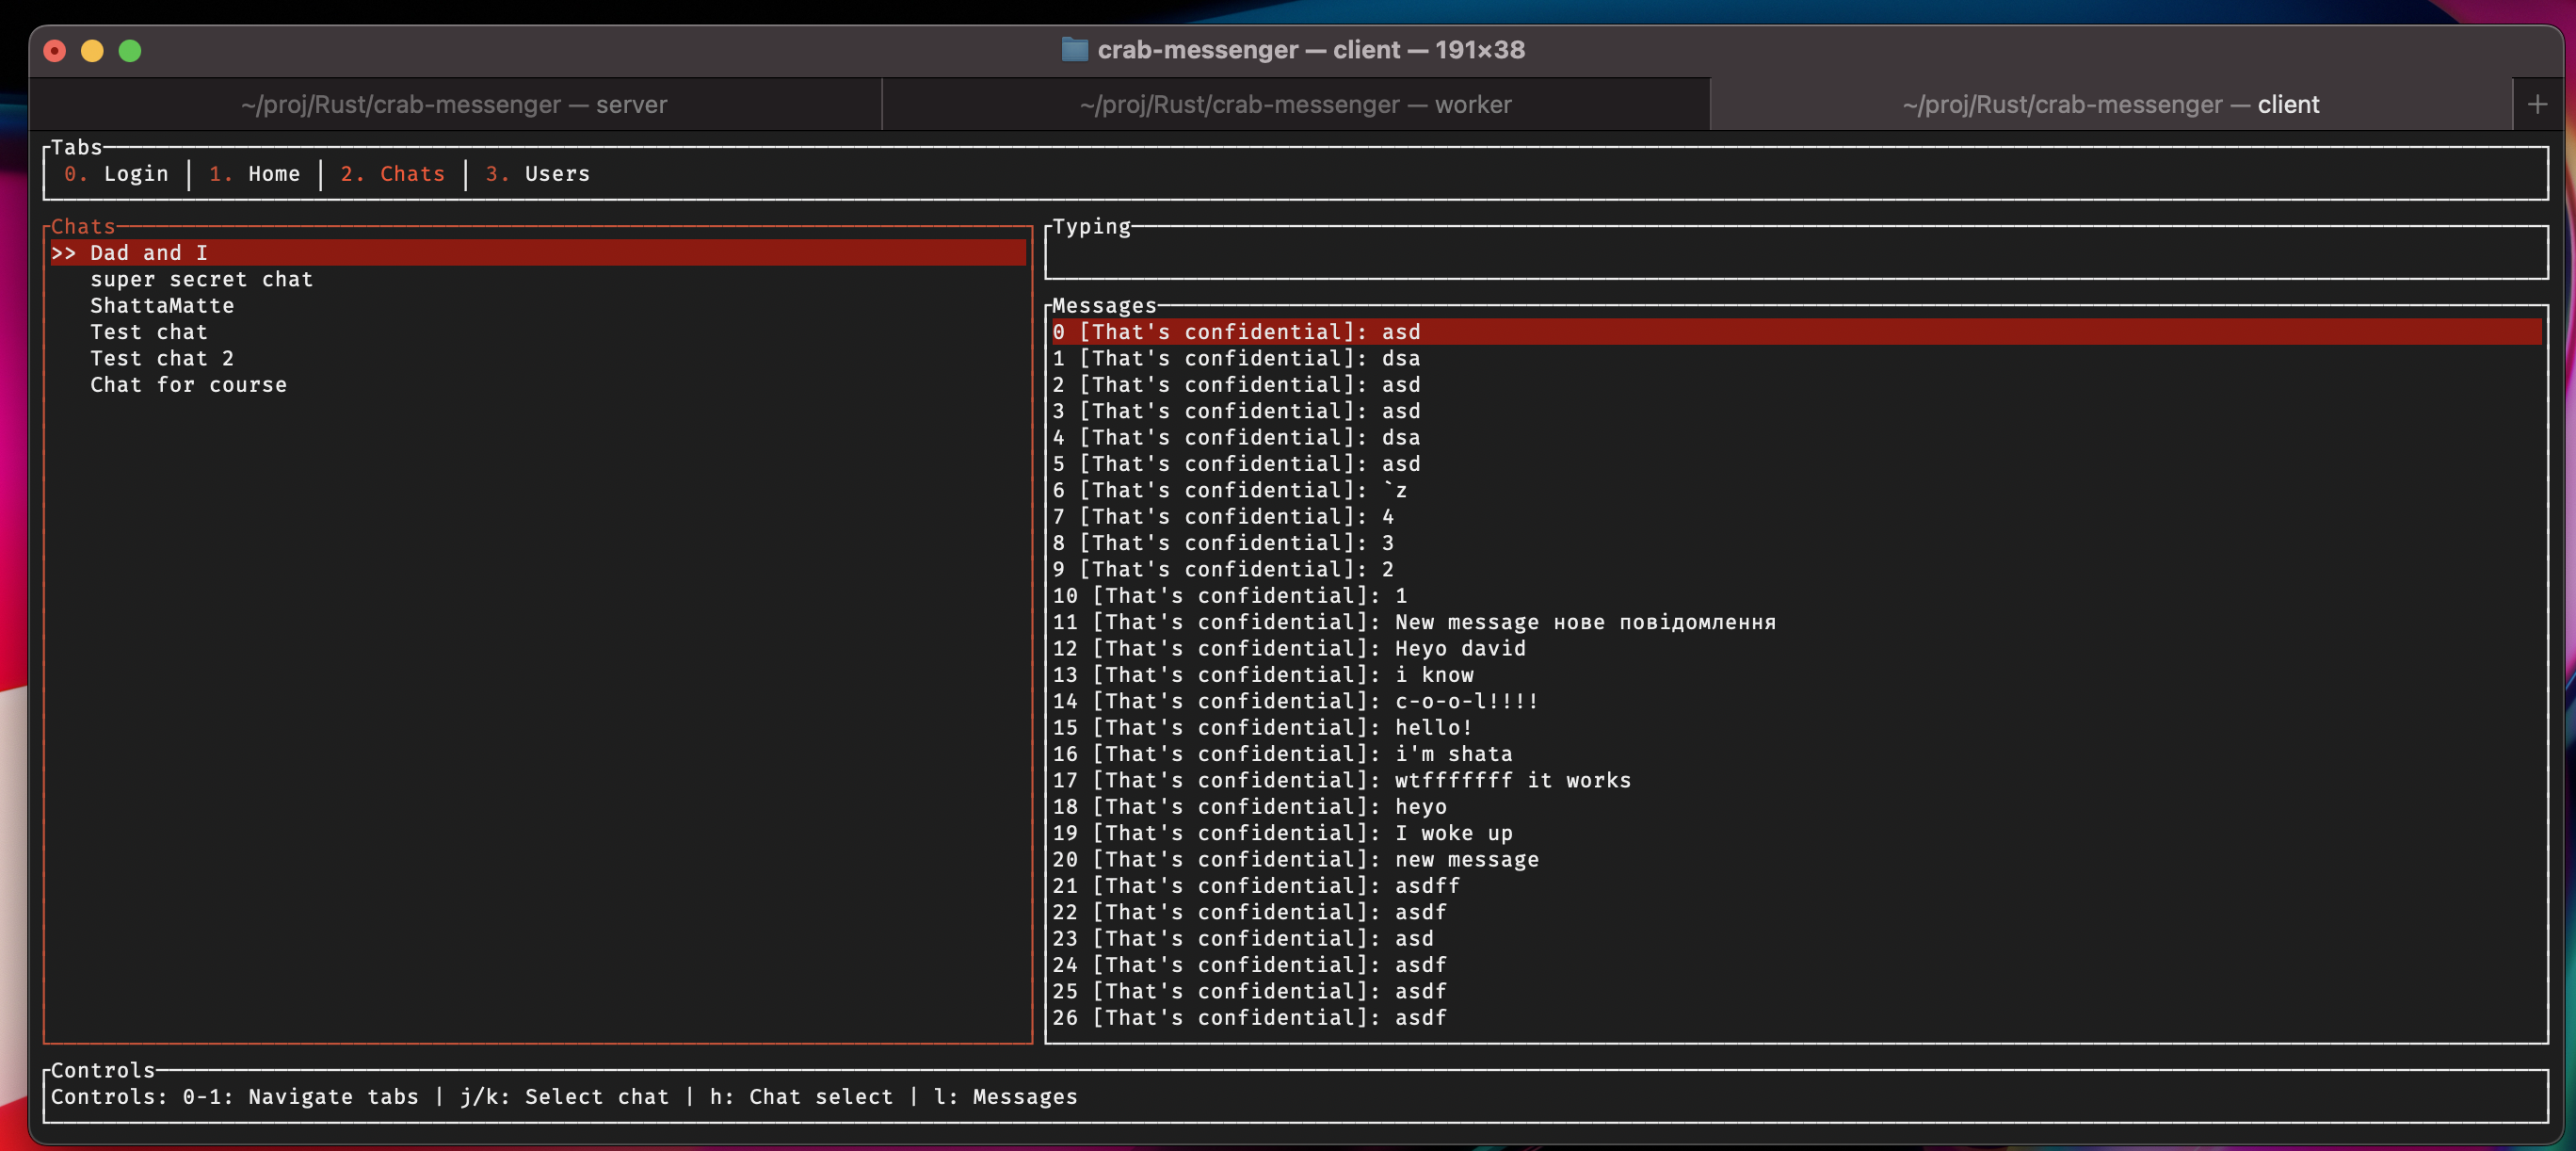 crab-messenger — client — 191×38
~/proj/Rust/crab-messenger — server
~/proj/Rust/crab-messenger — worker
~/proj/Rust/crab-messenger — client
Tabs
0. Login | 1. Home | 2. Chats | 3. Users
Chats
>> Dad and I
super secret chat
ShattaMatte
Test chat
Test chat 2
Chat for course
Typing
Messages
0 [That's confidential]: asd
1 [That's confidential]: dsa
2 [That's confidential]: asd
3 [That's confidential]: asd
4 [That's confidential]: dsa
5 [That's confidential]: asd
6 [That's confidential]: `z
7 [That's confidential]: 4
8 [That's confidential]: 3
9 [That's confidential]: 2
10 [That's confidential]: 1
11 [That's confidential]: New message нове повідомлення
12 [That's confidential]: Heyo david
13 [That's confidential]: i know
14 [That's confidential]: c-o-o-l!!!!
15 [That's confidential]: hello!
16 [That's confidential]: i'm shata
17 [That's confidential]: wtfffffff it works
18 [That's confidential]: heyo
19 [That's confidential]: I woke up
20 [That's confidential]: new message
21 [That's confidential]: asdff
22 [That's confidential]: asdf
23 [That's confidential]: asd
24 [That's confidential]: asdf
25 [That's confidential]: asdf
26 [That's confidential]: asdf
Controls
Controls: 0-1: Navigate tabs | j/k: Select chat | h: Chat select | l: Messages